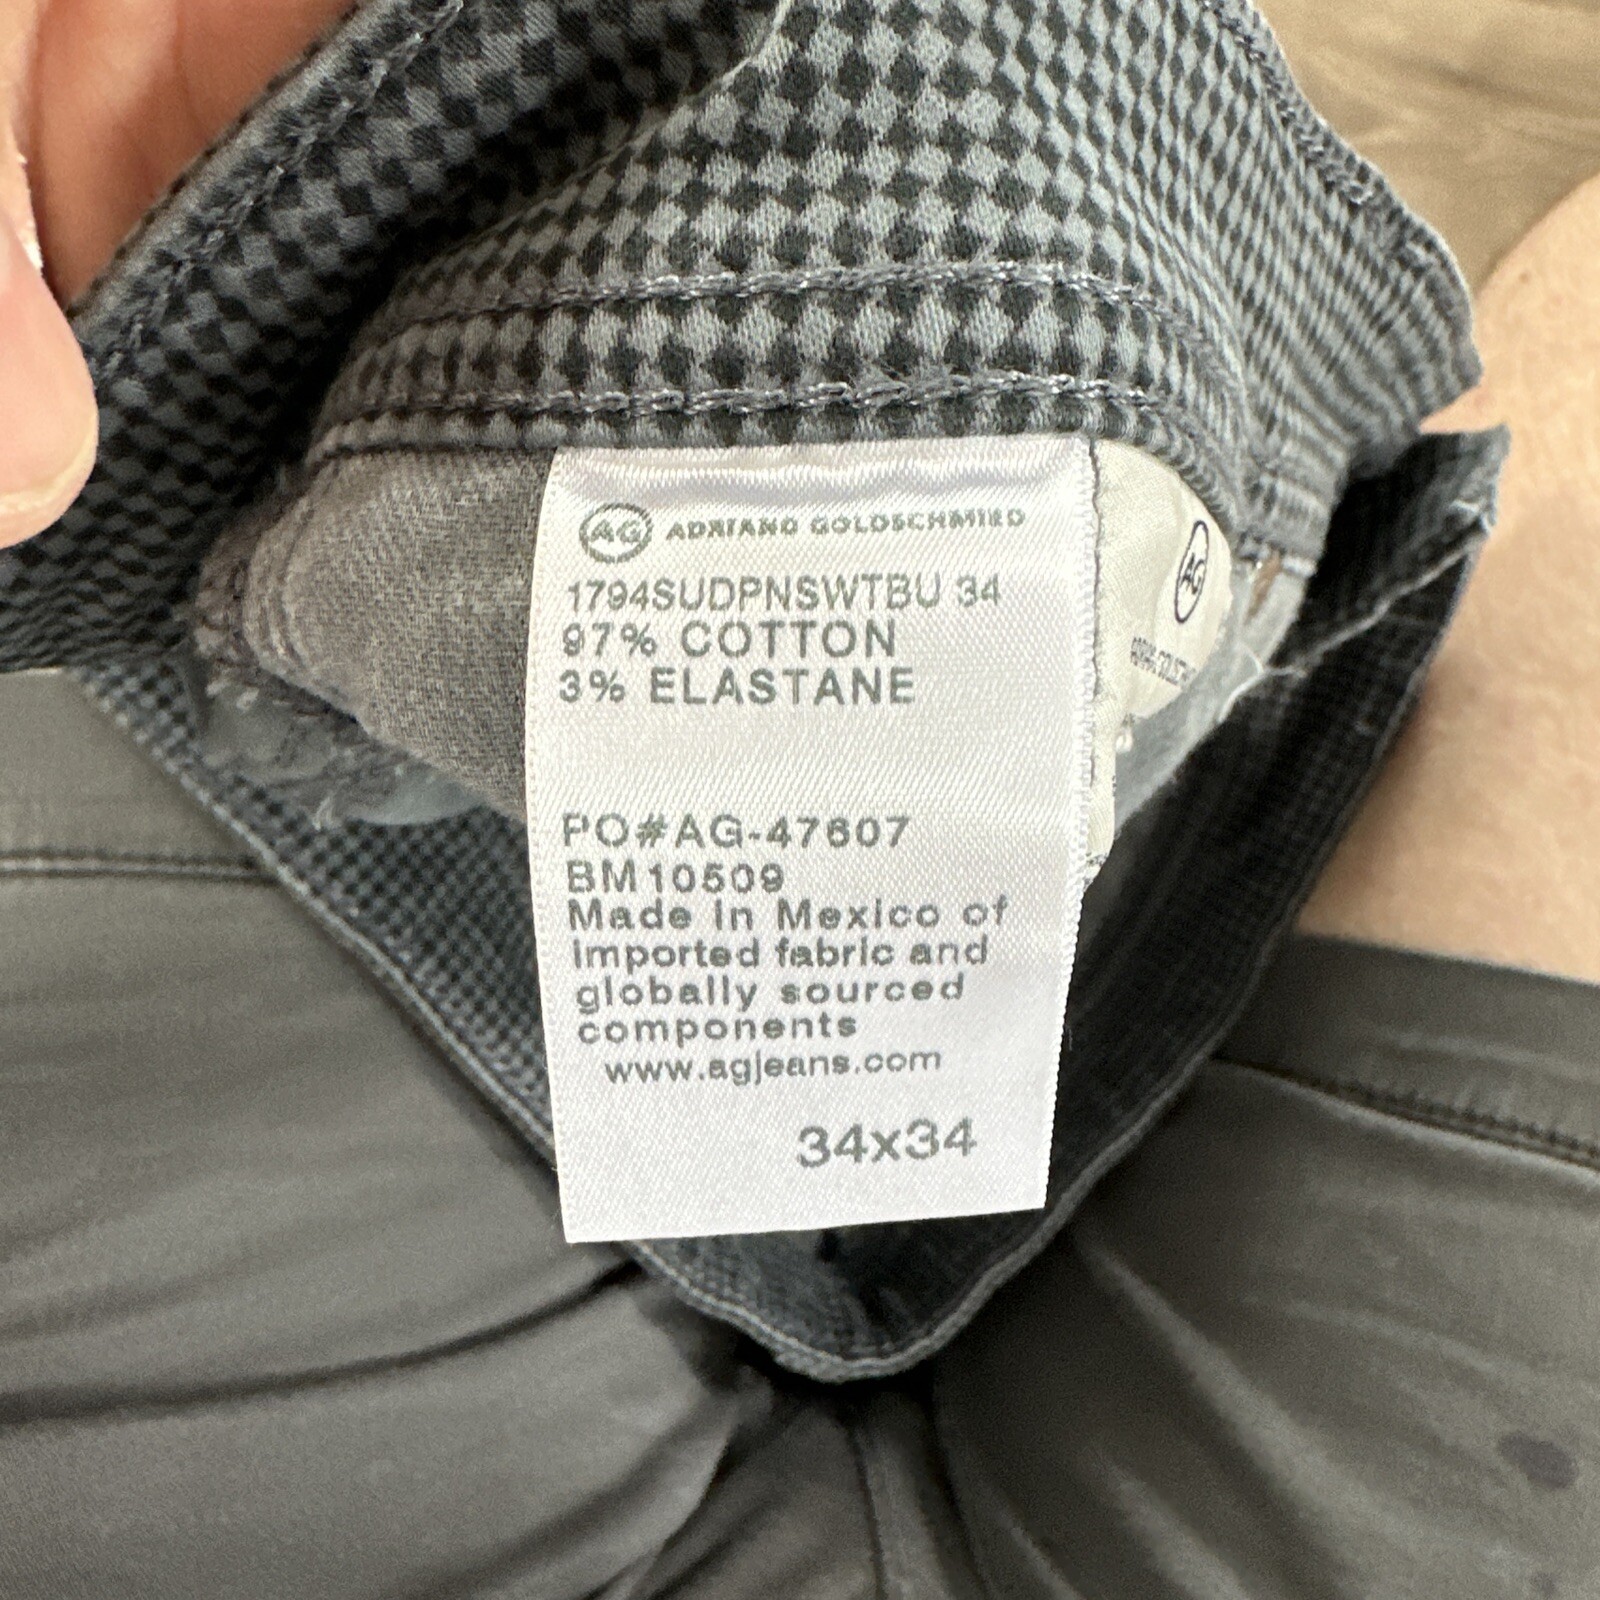 AG ADRIANO GOLDSCHMIED
1794SUDPNSWTBU 34
97% COTTON
3% ELASTANE
PO#AG-47607
BM10509
Made in Mexico of
imported fabric and
globally sourced
components
www.agjeans.com
34x34
AG